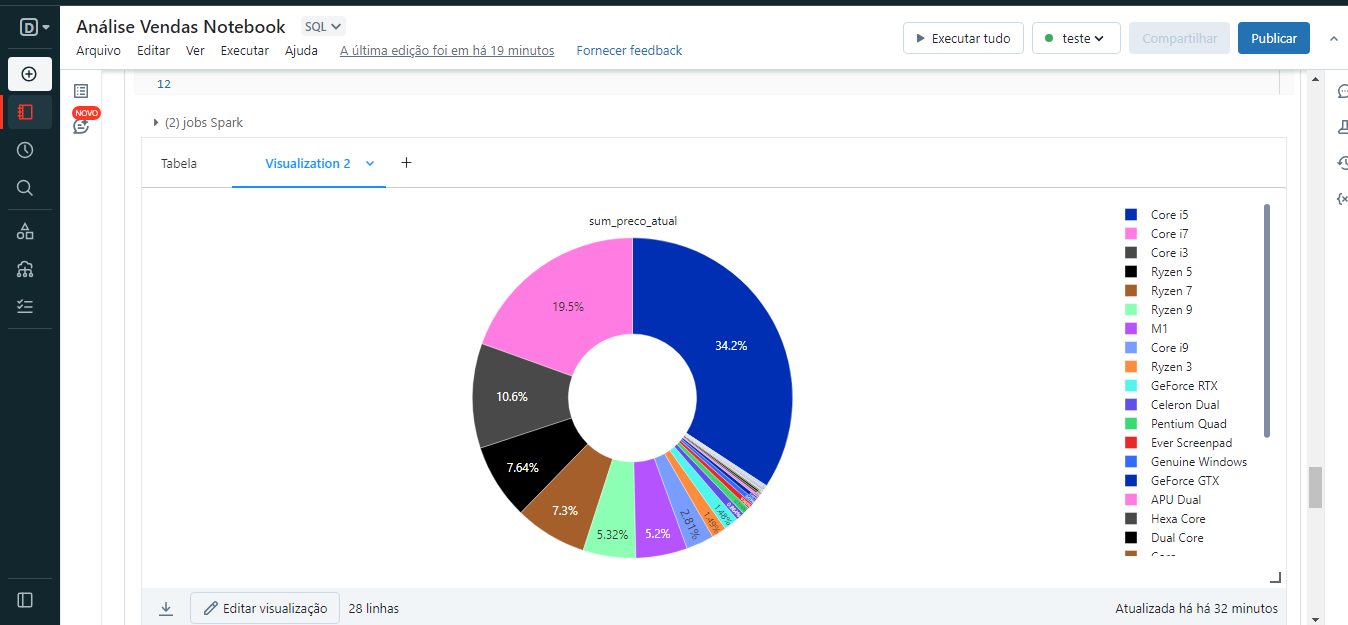 D
Análise Vendas Notebook SQL
Arquivo Editar Ver Executar Ajuda A última edição foi em há 19 minutos Fornecer feedback
Executar tudo teste Compartilhar Publicar
NOVO
12
(2) jobs Spark
Tabela Visualization 2 +
sum_preco_atual
34.2%
19.5%
10.6%
7.64%
7.3%
5.32%
5.2%
2.81%
1.49%
1.48%
Core i5
Core i7
Core i3
Ryzen 5
Ryzen 7
Ryzen 9
M1
Core i9
Ryzen 3
GeForce RTX
Celeron Dual
Pentium Quad
Ever Screenpad
Genuine Windows
GeForce GTX
APU Dual
Hexa Core
Dual Core
Editar visualização 28 linhas Atualizada há há 32 minutos